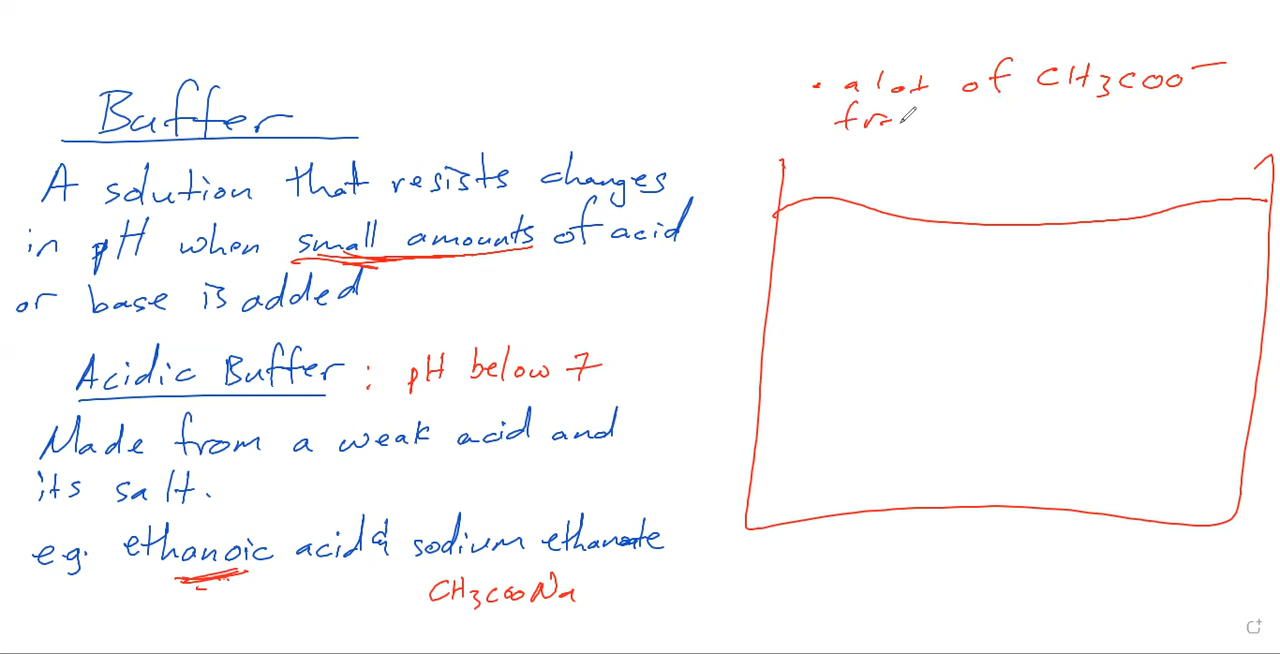 Buffer
A solution that resists changes
in pH when small amounts of acid
or base is added
Acidic Buffer : pH below 7
Made from a weak acid and
its salt.
e.g. ethanoic acid & sodium ethanoate
CH3COONa
• a lot of CH3COO⁻
fro